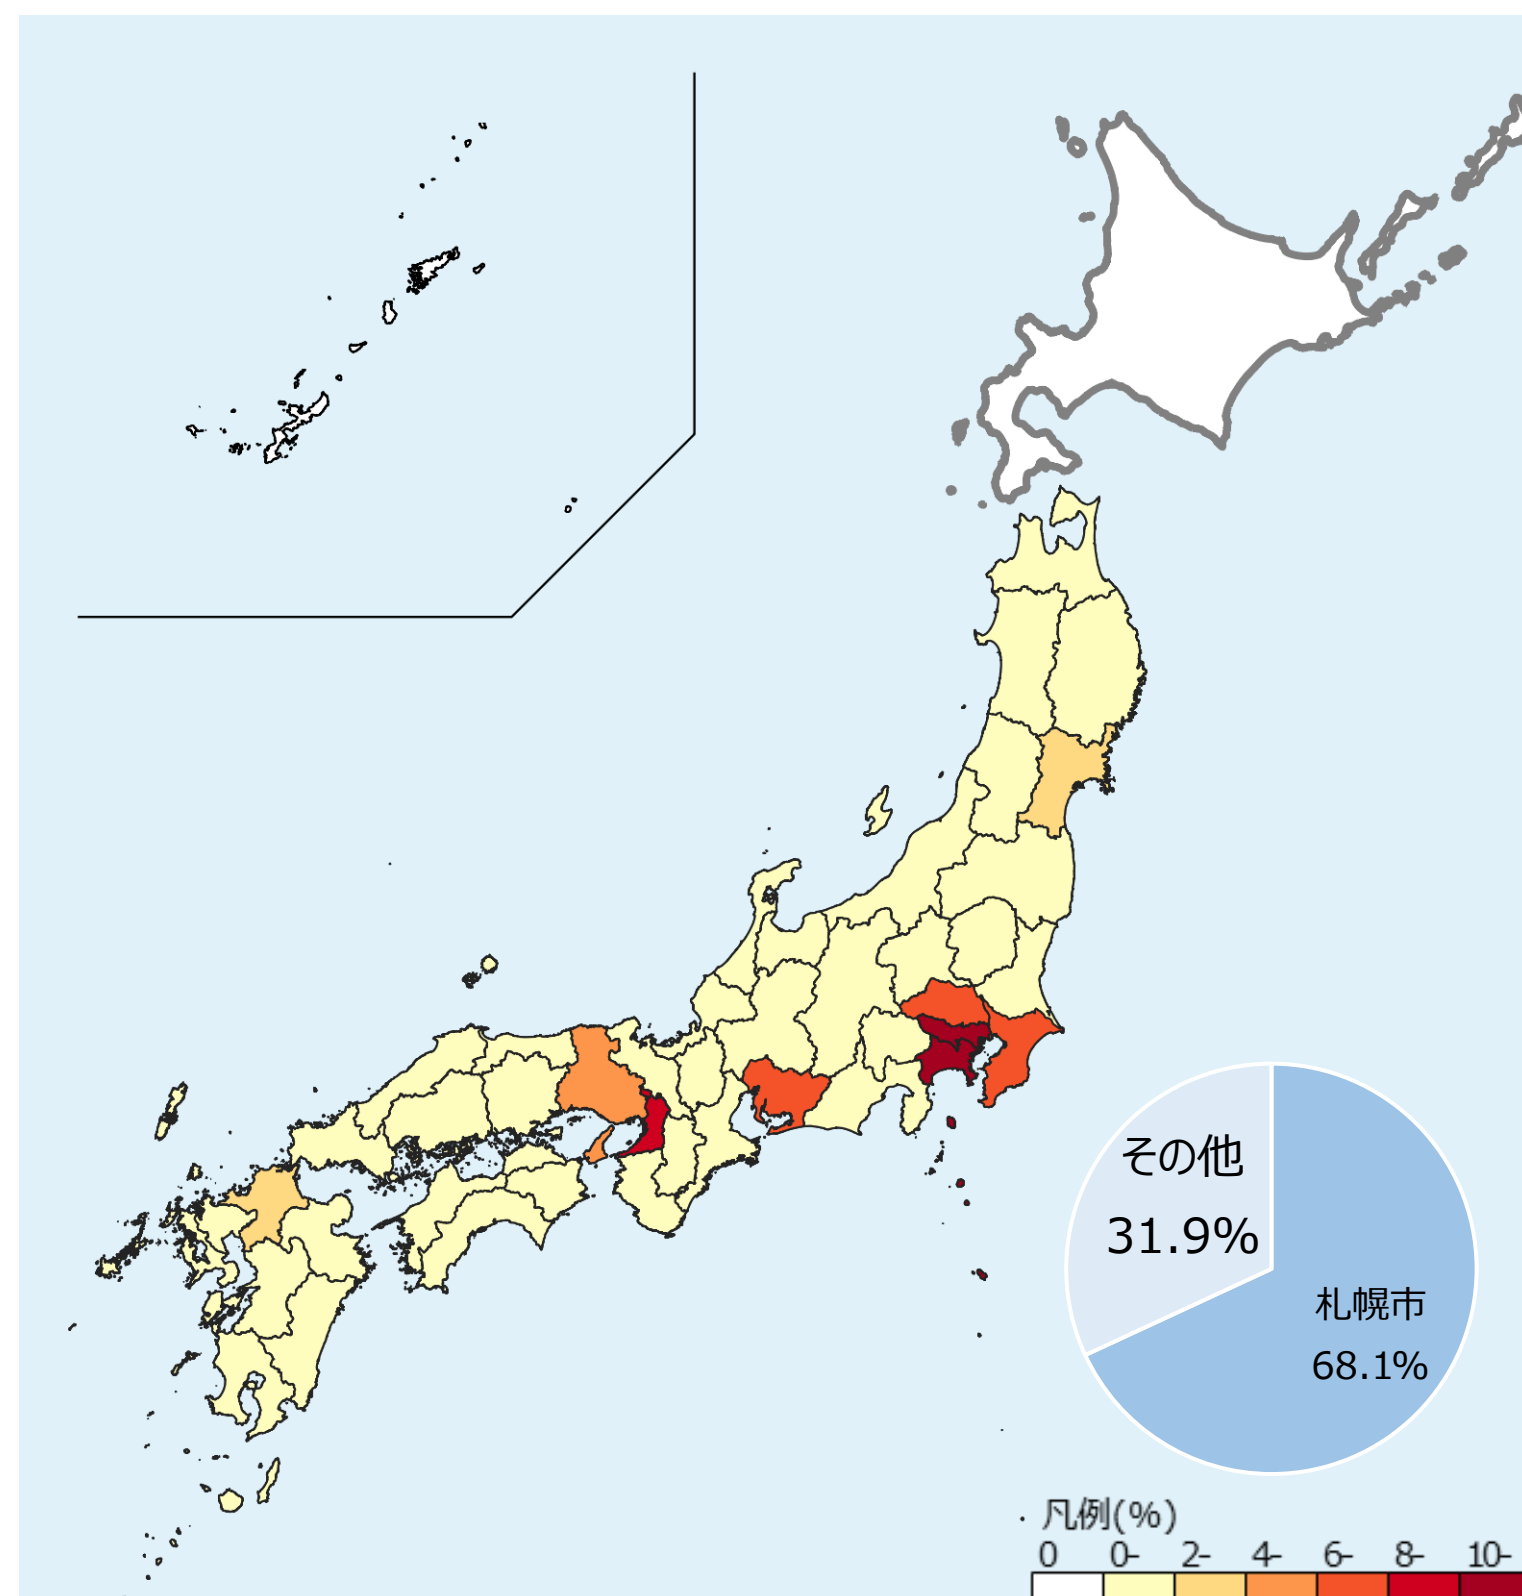 その他
31.9%
札幌市
68.1%
凡例(%)
0 0- 2- 4- 6- 8- 10-